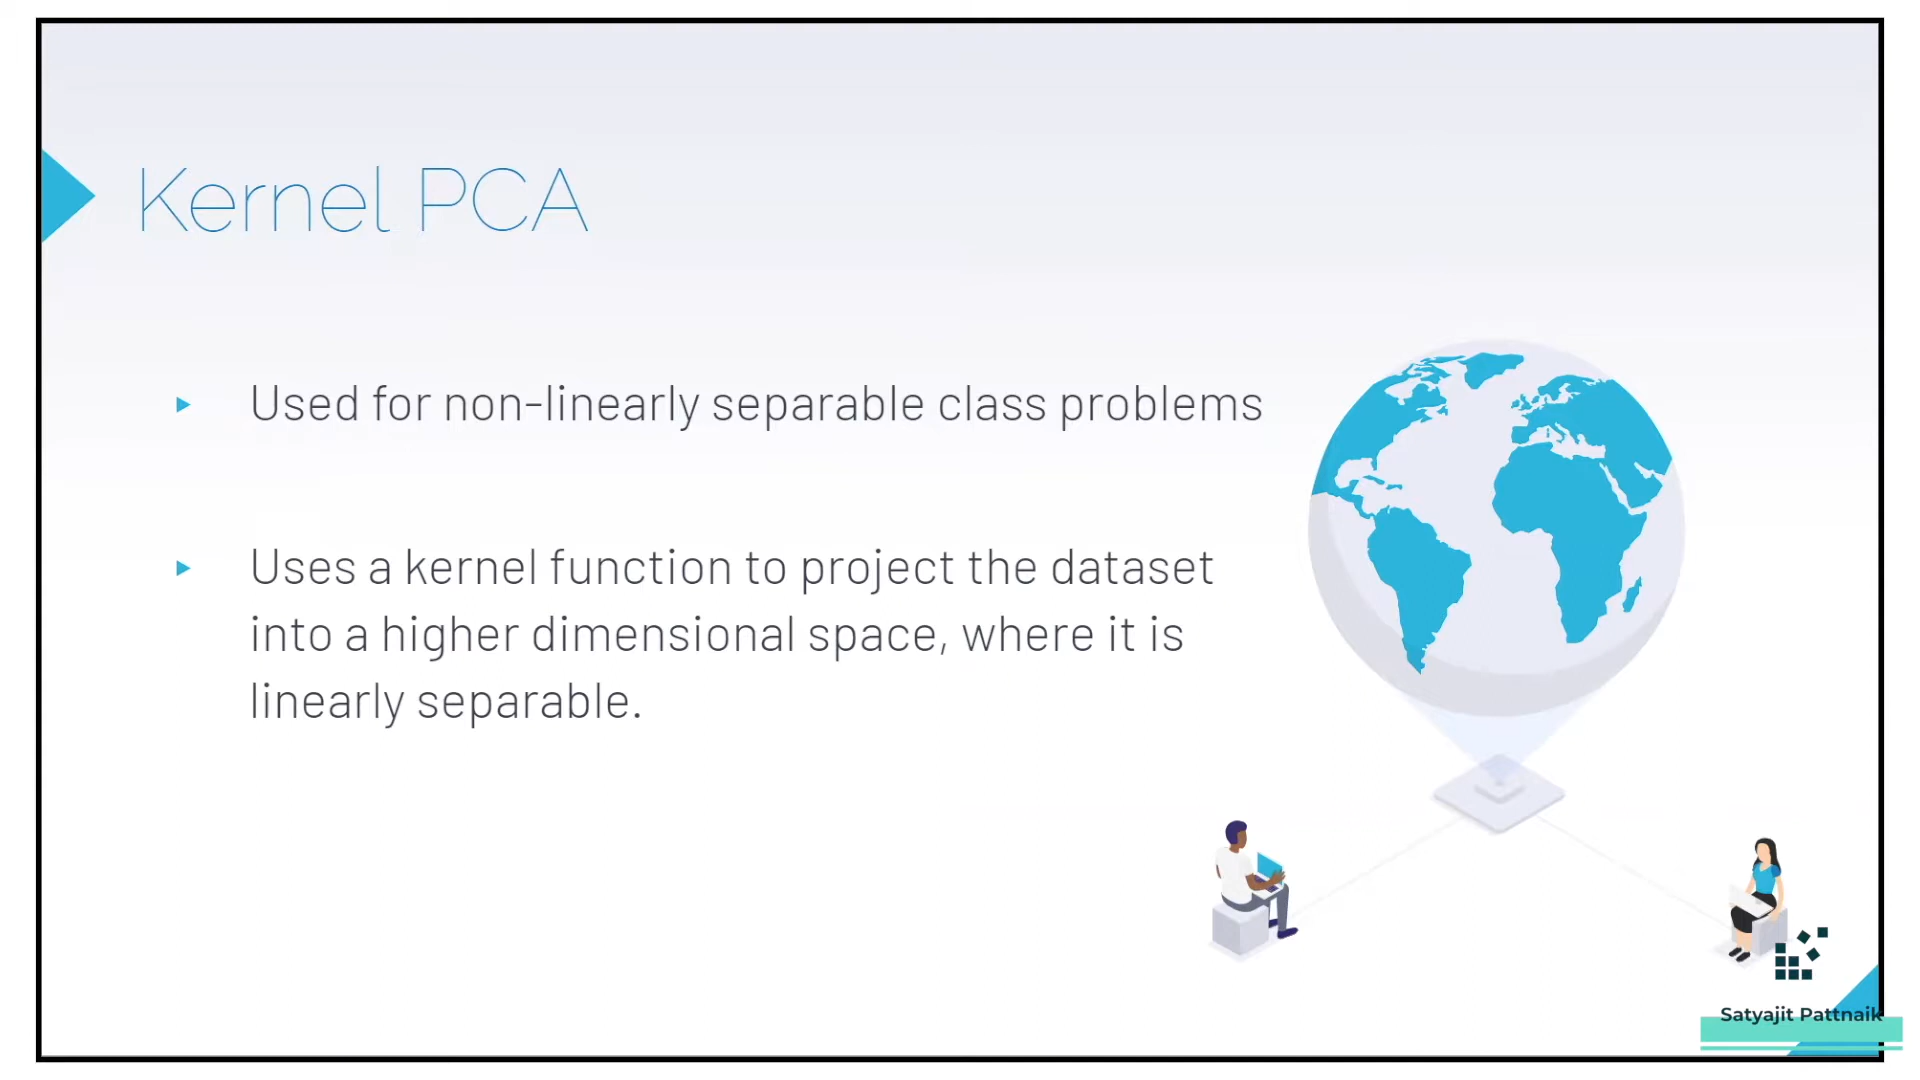 Kernel PCA
Used for non-linearly separable class problems
Uses a kernel function to project the dataset
into a higher dimensional space, where it is
linearly separable.
Satyajit Pattnaik